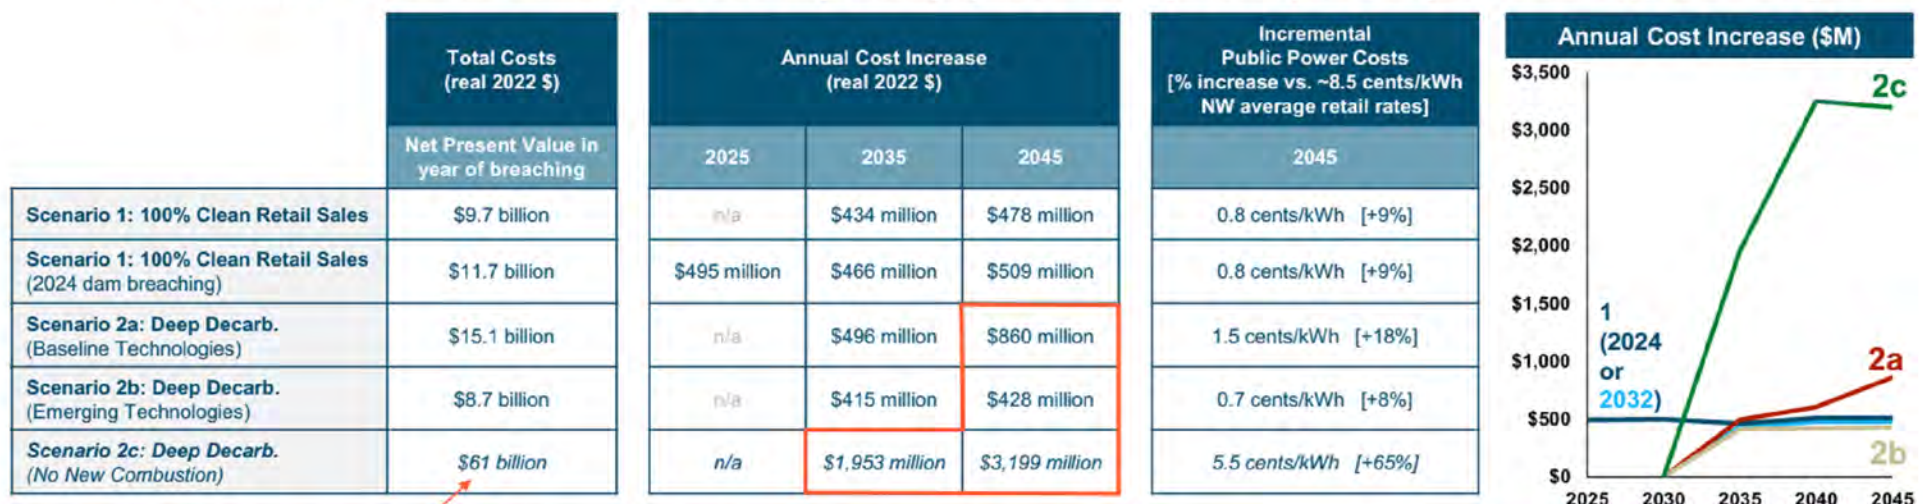 Total Costs
(real 2022 $)
Annual Cost Increase
(real 2022 $)
Incremental
Public Power Costs
[% increase vs. ~8.5 cents/kWh
NW average retail rates]
Net Present Value in
year of breaching
2025 2035 2045
2045
Scenario 1: 100% Clean Retail Sales $9.7 billion n/a $434 million $478 million 0.8 cents/kWh [+9%]
Scenario 1: 100% Clean Retail Sales
(2024 dam breaching) $11.7 billion $495 million $466 million $509 million 0.8 cents/kWh [+9%]
Scenario 2a: Deep Decarb.
(Baseline Technologies) $15.1 billion n/a $496 million $860 million 1.5 cents/kWh [+18%]
Scenario 2b: Deep Decarb.
(Emerging Technologies) $8.7 billion n/a $415 million $428 million 0.7 cents/kWh [+8%]
Scenario 2c: Deep Decarb.
(No New Combustion) $61 billion n/a $1,953 million $3,199 million 5.5 cents/kWh [+65%]
Annual Cost Increase ($M)
$3,500
$3,000
$2,500
$2,000
$1,500
$1,000
$500
$0
2c
1
(2024
or
2032)
2a
2b
2025 2030 2035 2040 2045